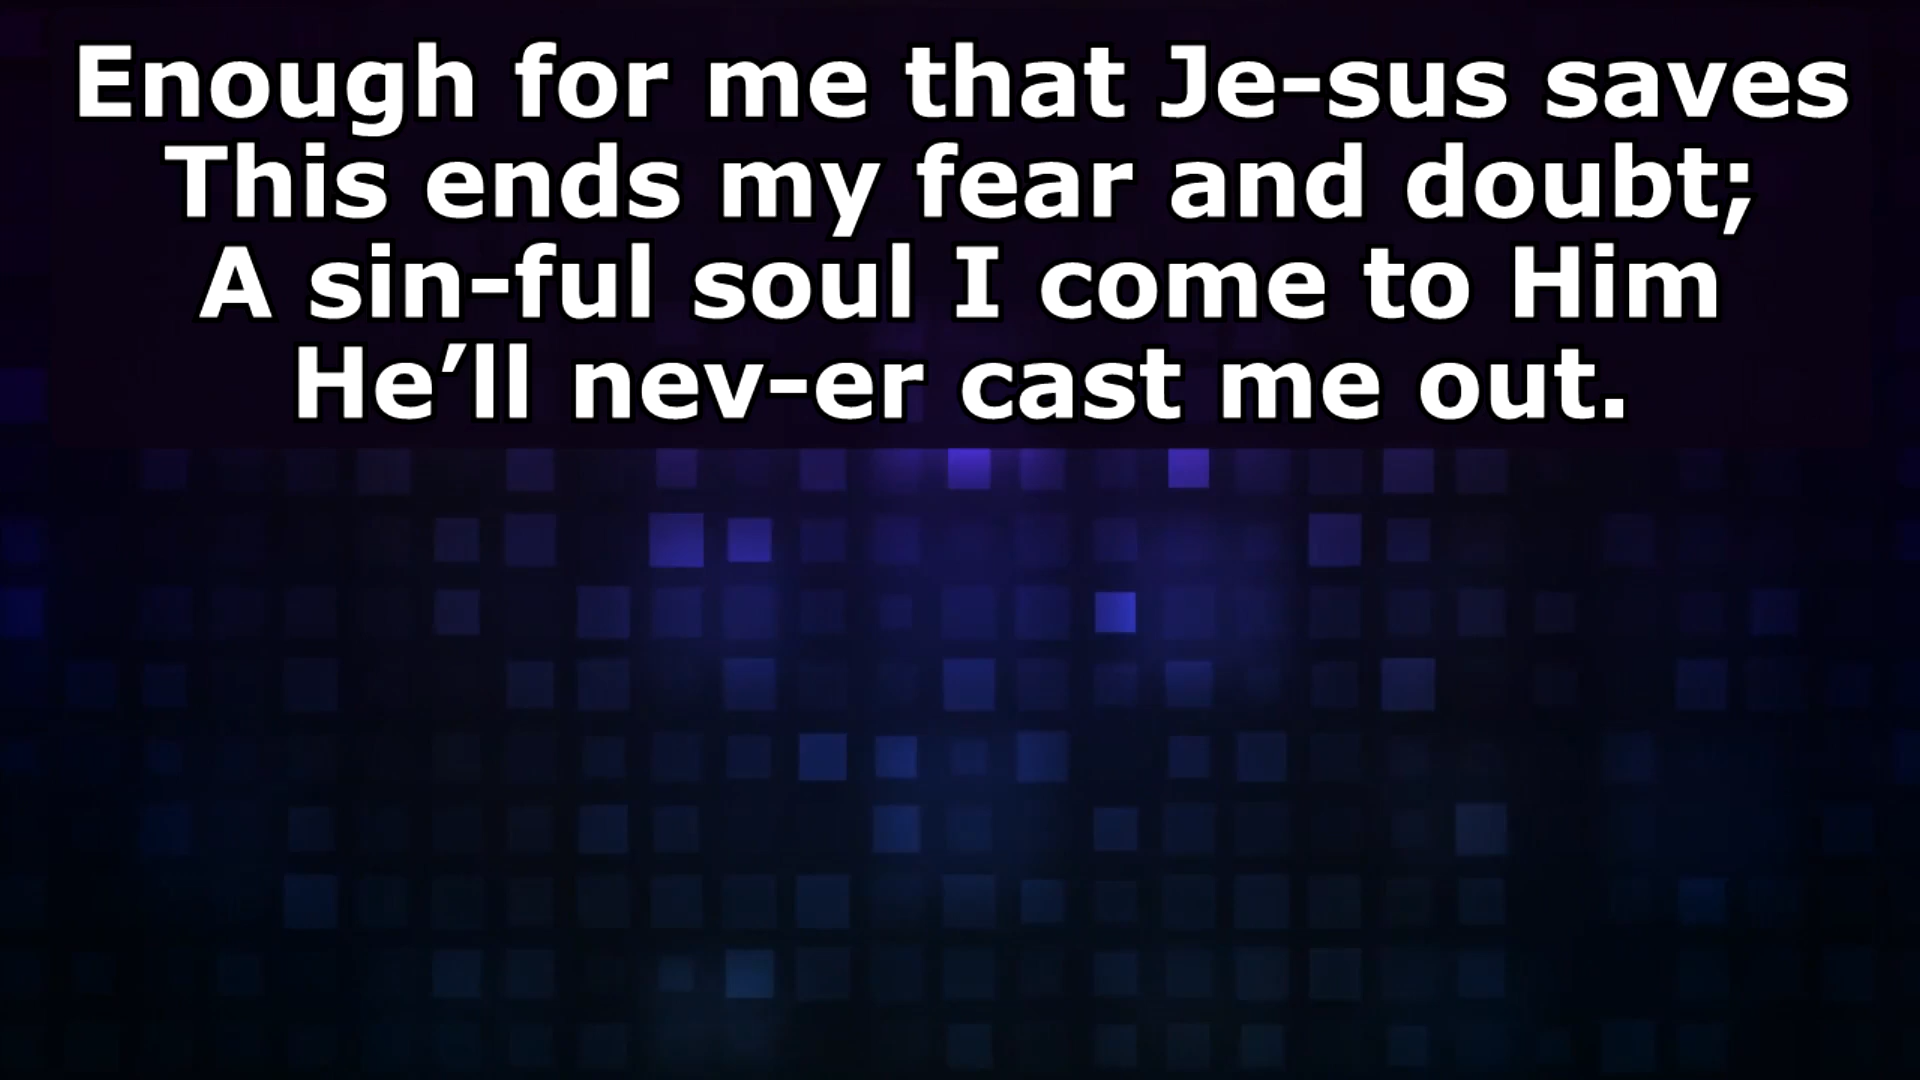 Enough for me that Je-sus saves
This ends my fear and doubt;
A sin-ful soul I come to Him
He’ll nev-er cast me out.